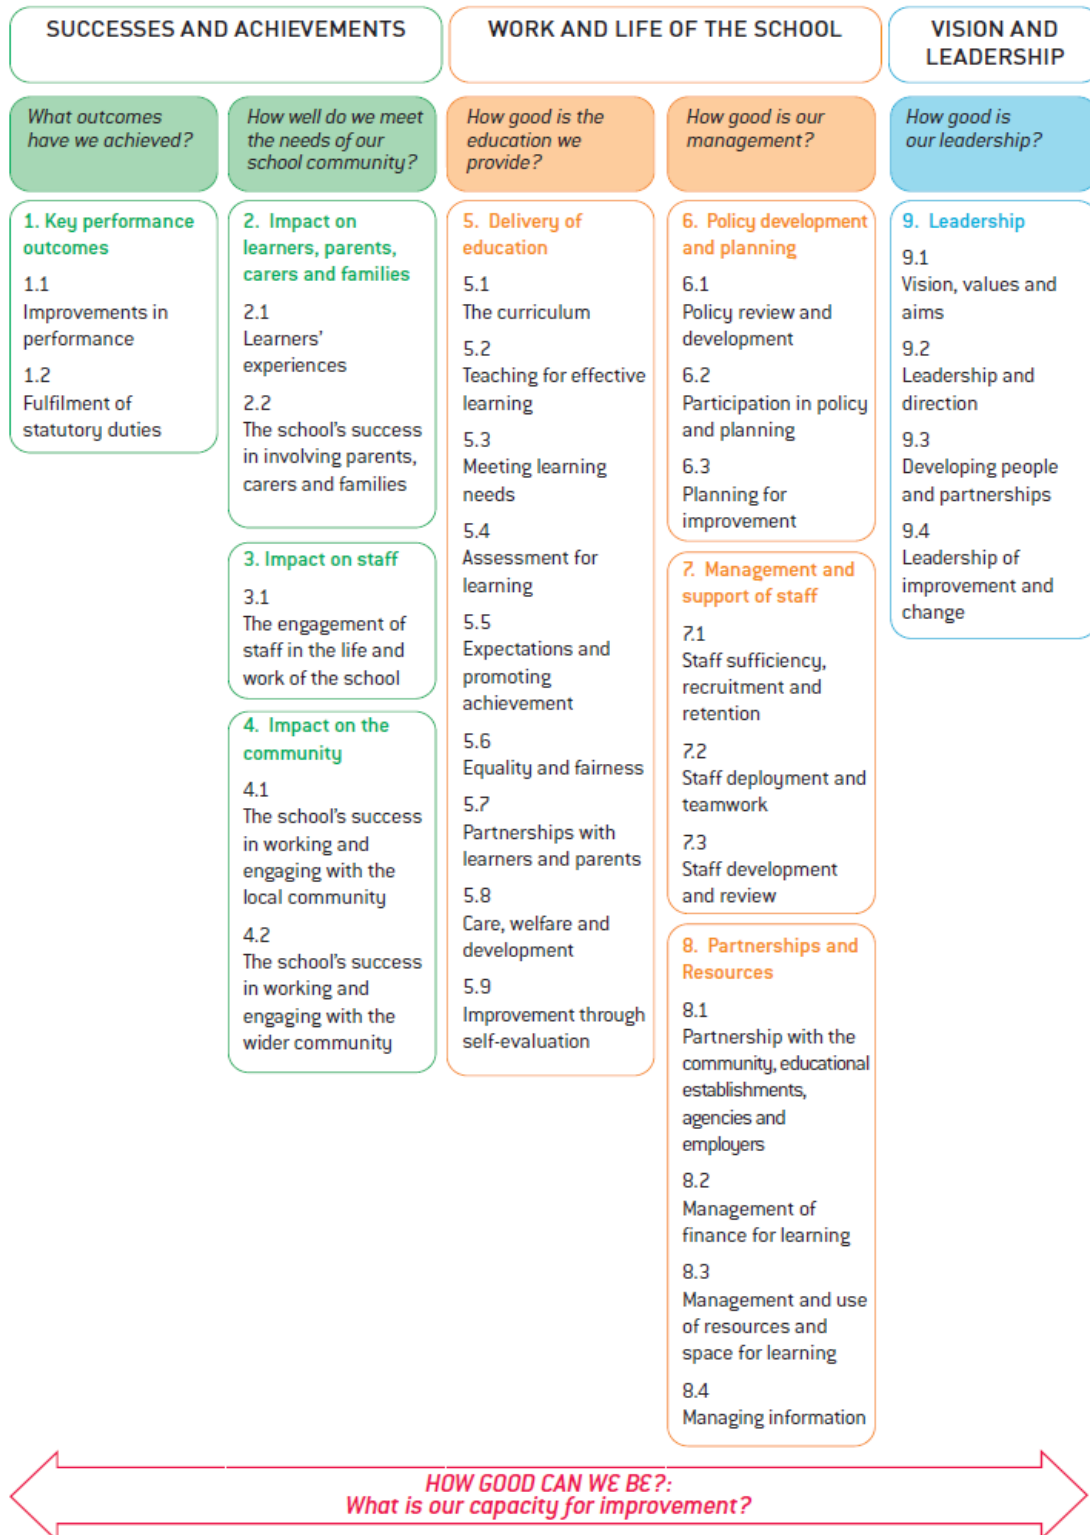 SUCCESSES AND ACHIEVEMENTS
WORK AND LIFE OF THE SCHOOL
VISION AND
LEADERSHIP
What outcomes
have we achieved?
How well do we meet
the needs of our
school community?
How good is the
education we
provide?
How good is our
management?
How good is
our leadership?
1. Key performance
outcomes
1.1
Improvements in
performance
1.2
Fulfilment of
statutory duties
2. Impact on
learners, parents,
carers and families
2.1
Learners’
experiences
2.2
The school’s success
in involving parents,
carers and families
3. Impact on staff
3.1
The engagement of
staff in the life and
work of the school
4. Impact on the
community
4.1
The school’s success
in working and
engaging with the
local community
4.2
The school’s success
in working and
engaging with the
wider community
5. Delivery of
education
5.1
The curriculum
5.2
Teaching for effective
learning
5.3
Meeting learning
needs
5.4
Assessment for
learning
5.5
Expectations and
promoting
achievement
5.6
Equality and fairness
5.7
Partnerships with
learners and parents
5.8
Care, welfare and
development
5.9
Improvement through
self-evaluation
6. Policy development
and planning
6.1
Policy review and
development
6.2
Participation in policy
and planning
6.3
Planning for
improvement
7. Management and
support of staff
7.1
Staff sufficiency,
recruitment and
retention
7.2
Staff deployment and
teamwork
7.3
Staff development
and review
8. Partnerships and
Resources
8.1
Partnership with the
community, educational
establishments,
agencies and
employers
8.2
Management of
finance for learning
8.3
Management and use
of resources and
space for learning
8.4
Managing information
9. Leadership
9.1
Vision, values and
aims
9.2
Leadership and
direction
9.3
Developing people
and partnerships
9.4
Leadership of
improvement and
change
HOW GOOD CAN WE BE?:
What is our capacity for improvement?